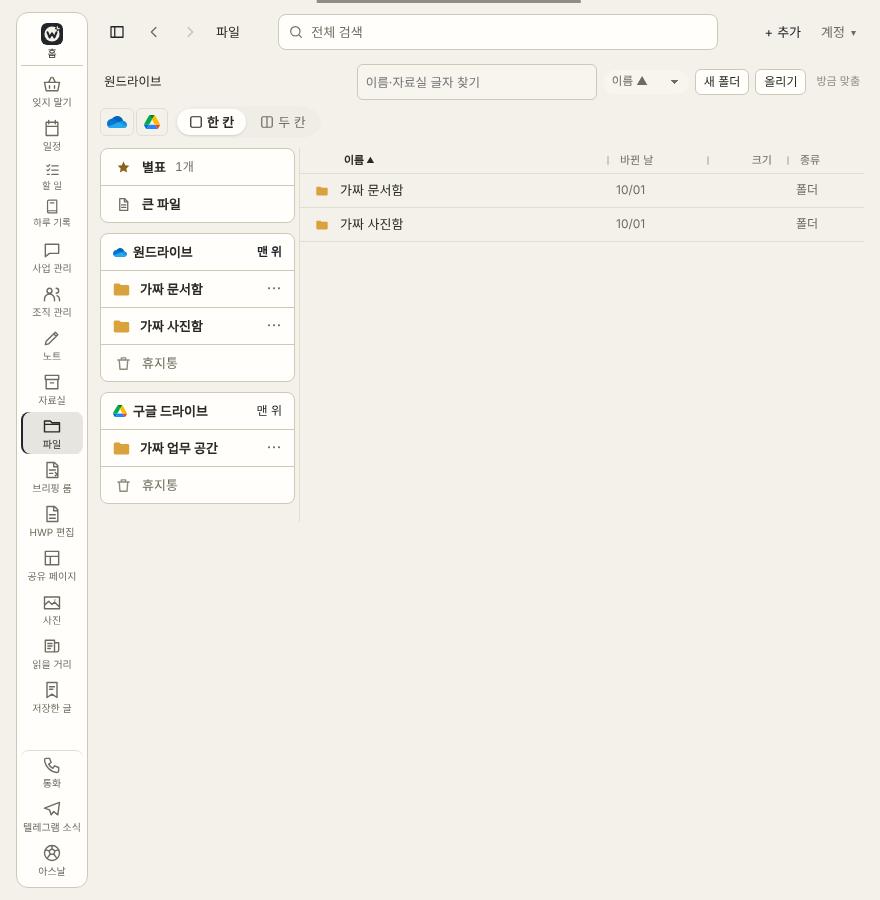 홈
잊지 말기
일정
할 일
하루 기록
사업 관리
조직 관리
노트
자료실
파일
브리핑 룸
HWP 편집
공유 페이지
사진
읽을 거리
저장한 글
통화
텔레그램 소식
아스날
파일
전체 검색
+ 추가
계정 ▾
원드라이브
이름·자료실 글자 찾기
이름 ▲
새 폴더
올리기
방금 맞춤
한 칸
두 칸
별표 1개
큰 파일
원드라이브 맨 위
가짜 문서함 ···
가짜 사진함 ···
휴지통
구글 드라이브 맨 위
가짜 업무 공간 ···
휴지통
이름 ▲ 바뀐 날 크기 종류
가짜 문서함 10/01 폴더
가짜 사진함 10/01 폴더